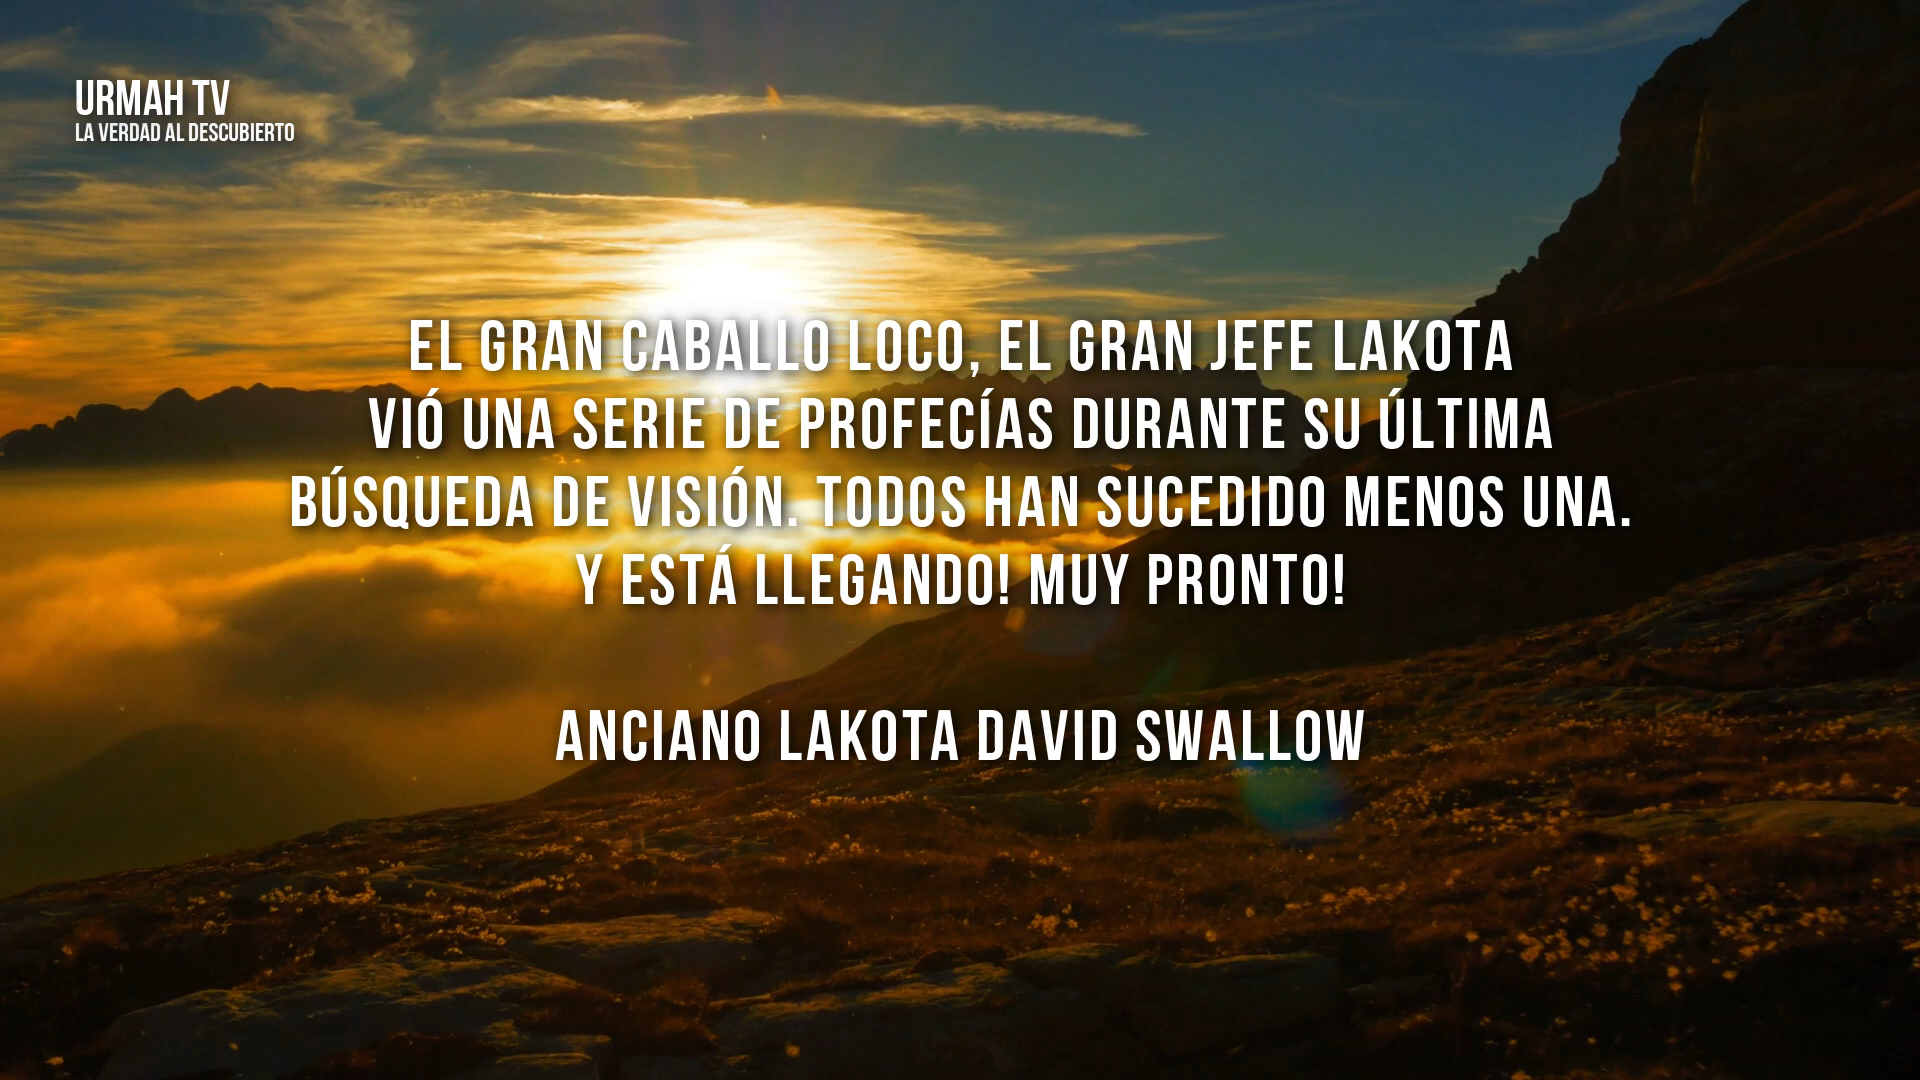 URMAH TV
LA VERDAD AL DESCUBIERTO
EL GRAN CABALLO LOCO, EL GRAN JEFE LAKOTA
VIÓ UNA SERIE DE PROFECÍAS DURANTE SU ÚLTIMA
BÚSQUEDA DE VISIÓN. TODOS HAN SUCEDIDO MENOS UNA.
Y ESTÁ LLEGANDO! MUY PRONTO!
ANCIANO LAKOTA DAVID SWALLOW